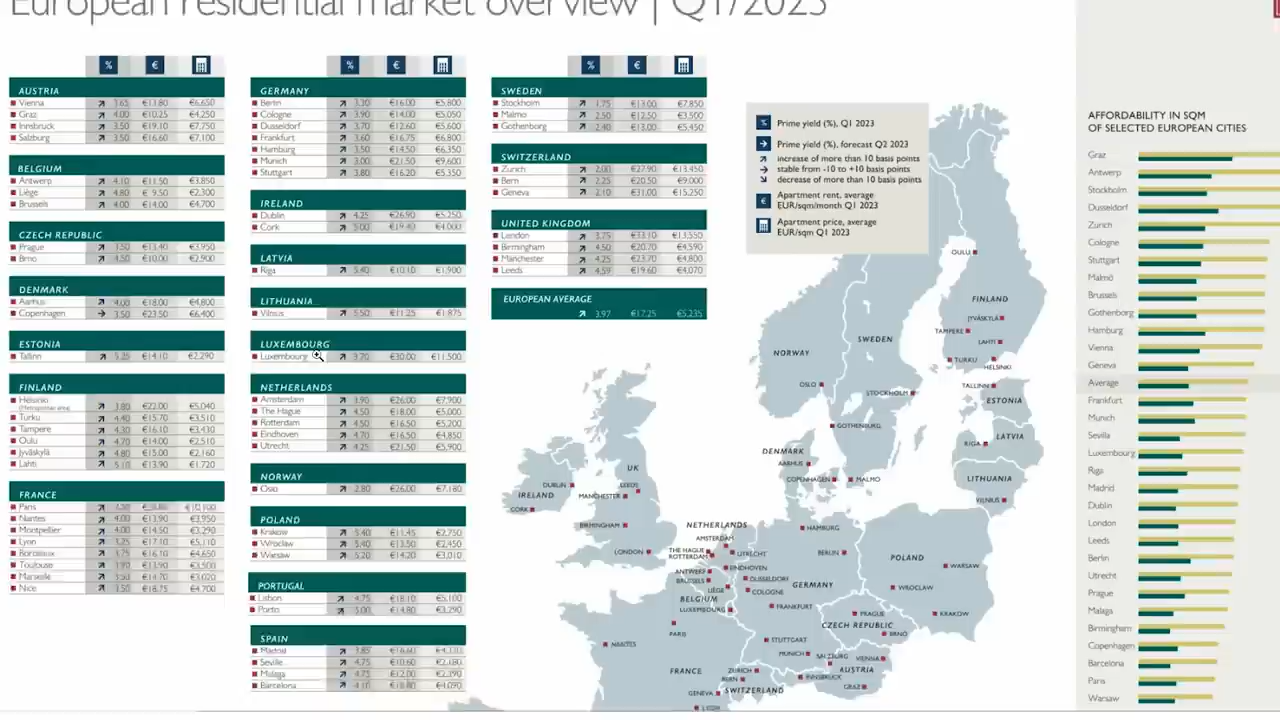 European residential market overview | Q1/2023
% €
AUSTRIA
Vienna 3.65 €11.80 €6,650
Graz 4.00 €10.25 €4,250
Innsbruck 3.50 €19.10 €7,750
Salzburg 3.50 €16.60 €7,100
BELGIUM
Antwerp 4.10 €11.50 €3,850
Liège 4.80 €9.50 €2,300
Brussels 4.00 €14.00 €4,700
CZECH REPUBLIC
Prague 3.50 €13.40 €3,950
Brno 4.50 €10.00 €2,900
DENMARK
Aarhus 4.00 €18.00 €4,800
Copenhagen 3.50 €23.50 €6,400
ESTONIA
Tallinn 5.25 €14.10 €2,290
FINLAND
Helsinki
(Metropolitan area) 3.80 €22.00 €5,040
Turku 4.40 €15.70 €3,510
Tampere 4.30 €16.10 €3,430
Oulu 4.70 €14.00 €2,510
Jyväskylä 4.80 €15.00 €2,160
Lahti 5.10 €13.90 €1,720
FRANCE
Paris €10,100
Nantes 4.00 €13.90 €3,950
Montpellier 4.00 €14.50 €3,290
Lyon 3.25 €17.10 €5,110
Bordeaux 3.75 €16.10 €4,650
Toulouse €13.90 €3,500
Marseille €14.70 €3,020
Nice 3.50 €16.75 €4,700
% €
GERMANY
Berlin 3.30 €16.00 €5,800
Cologne 3.90 €14.00 €5,050
Dusseldorf 3.70 €12.60 €5,600
Frankfurt 3.60 €16.75 €6,800
Hamburg 3.50 €14.50 €6,350
Munich 3.00 €21.50 €9,600
Stuttgart 3.80 €16.20 €5,350
IRELAND
Dublin 4.25 €26.90 €5,250
Cork 5.00 €19.40 €4,000
LATVIA
Riga 5.40 €10.10 €1,900
LITHUANIA
Vilnius 5.50 €11.25 €1,875
LUXEMBOURG
Luxembourg 3.70 €30.00 €11,500
NETHERLANDS
Amsterdam 3.90 €26.00 €7,900
The Hague 4.50 €18.00 €5,000
Rotterdam 4.50 €16.50 €5,200
Eindhoven 4.70 €16.50 €4,850
Utrecht 4.25 €21.50 €5,900
NORWAY
Oslo 2.80 €26.00 €7,180
POLAND
Krakow 5.40 €11.45 €2,750
Wroclaw 5.40 €13.50 €2,450
Warsaw 5.20 €14.20 €3,010
PORTUGAL
Lisbon 4.75 €18.10 €5,100
Porto 5.00 €14.80 €3,290
SPAIN
Madrid 3.85 €16.60
Seville 4.75 €10.60
Malaga 4.75 €12.00
Barcelona 4.10 €4,090
% €
SWEDEN
Stockholm 1.75 €13.00 €7,850
Malmo 2.50 €12.50 €3,500
Gothenborg 2.40 €13.00 €5,450
SWITZERLAND
Zurich 2.00 €27.90 €13,450
Bern 2.25 €20.50 €9,000
Geneva 2.10 €31.00 €15,250
UNITED KINGDOM
London 3.75 €33.10 €13,550
Birmingham 4.50 €20.70 €4,590
Manchester 4.25 €23.70 €4,800
Leeds 4.59 €19.60 €4,070
EUROPEAN AVERAGE
3.97 €17.25 €5,235
% Prime yield (%), Q1 2023
Prime yield (%), forecast Q2 2023
increase of more than 10 basis points
stable from -10 to +10 basis points
decrease of more than 10 basis points
€ Apartment rent, average
EUR/sqm/month Q1 2023
Apartment price, average
EUR/sqm Q1 2023
OULU
FINLAND
JYVÄSKYLÄ
TAMPERE
LAHTI
TURKU
HELSINKI
NORWAY
SWEDEN
OSLO
STOCKHOLM
TALLINN
ESTONIA
GOTHENBURG
RIGA
LATVIA
DENMARK
AARHUS
COPENHAGEN
MALMO
LITHUANIA
VILNIUS
UK
DUBLIN
LEEDS
MANCHESTER
IRELAND
CORK
BIRMINGHAM
LONDON
NETHERLANDS
AMSTERDAM
THE HAGUE
ROTTERDAM
UTRECHT
HAMBURG
BERLIN
POLAND
WARSAW
ANTWERP
EINDHOVEN
BRUSSELS
DUSSELDORF
LIÈGE
COLOGNE
GERMANY
WROCLAW
BELGIUM
LUXEMBOURG
FRANKFURT
PRAGUE
KRAKOW
CZECH REPUBLIC
BRNO
PARIS
NANTES
STUTTGART
MUNICH
SALZBURG
VIENNA
FRANCE
ZURICH
BERN
INNSBRUCK
AUSTRIA
GRAZ
GENEVA
SWITZERLAND
LYON
AFFORDABILITY IN SQM
OF SELECTED EUROPEAN CITIES
Graz
Antwerp
Stockholm
Dusseldorf
Zurich
Cologne
Stuttgart
Malmö
Brussels
Gothenborg
Hamburg
Vienna
Geneva
Average
Frankfurt
Munich
Sevilla
Luxembourg
Riga
Madrid
Dublin
London
Leeds
Berlin
Utrecht
Prague
Malaga
Birmingham
Copenhagen
Barcelona
Paris
Warsaw